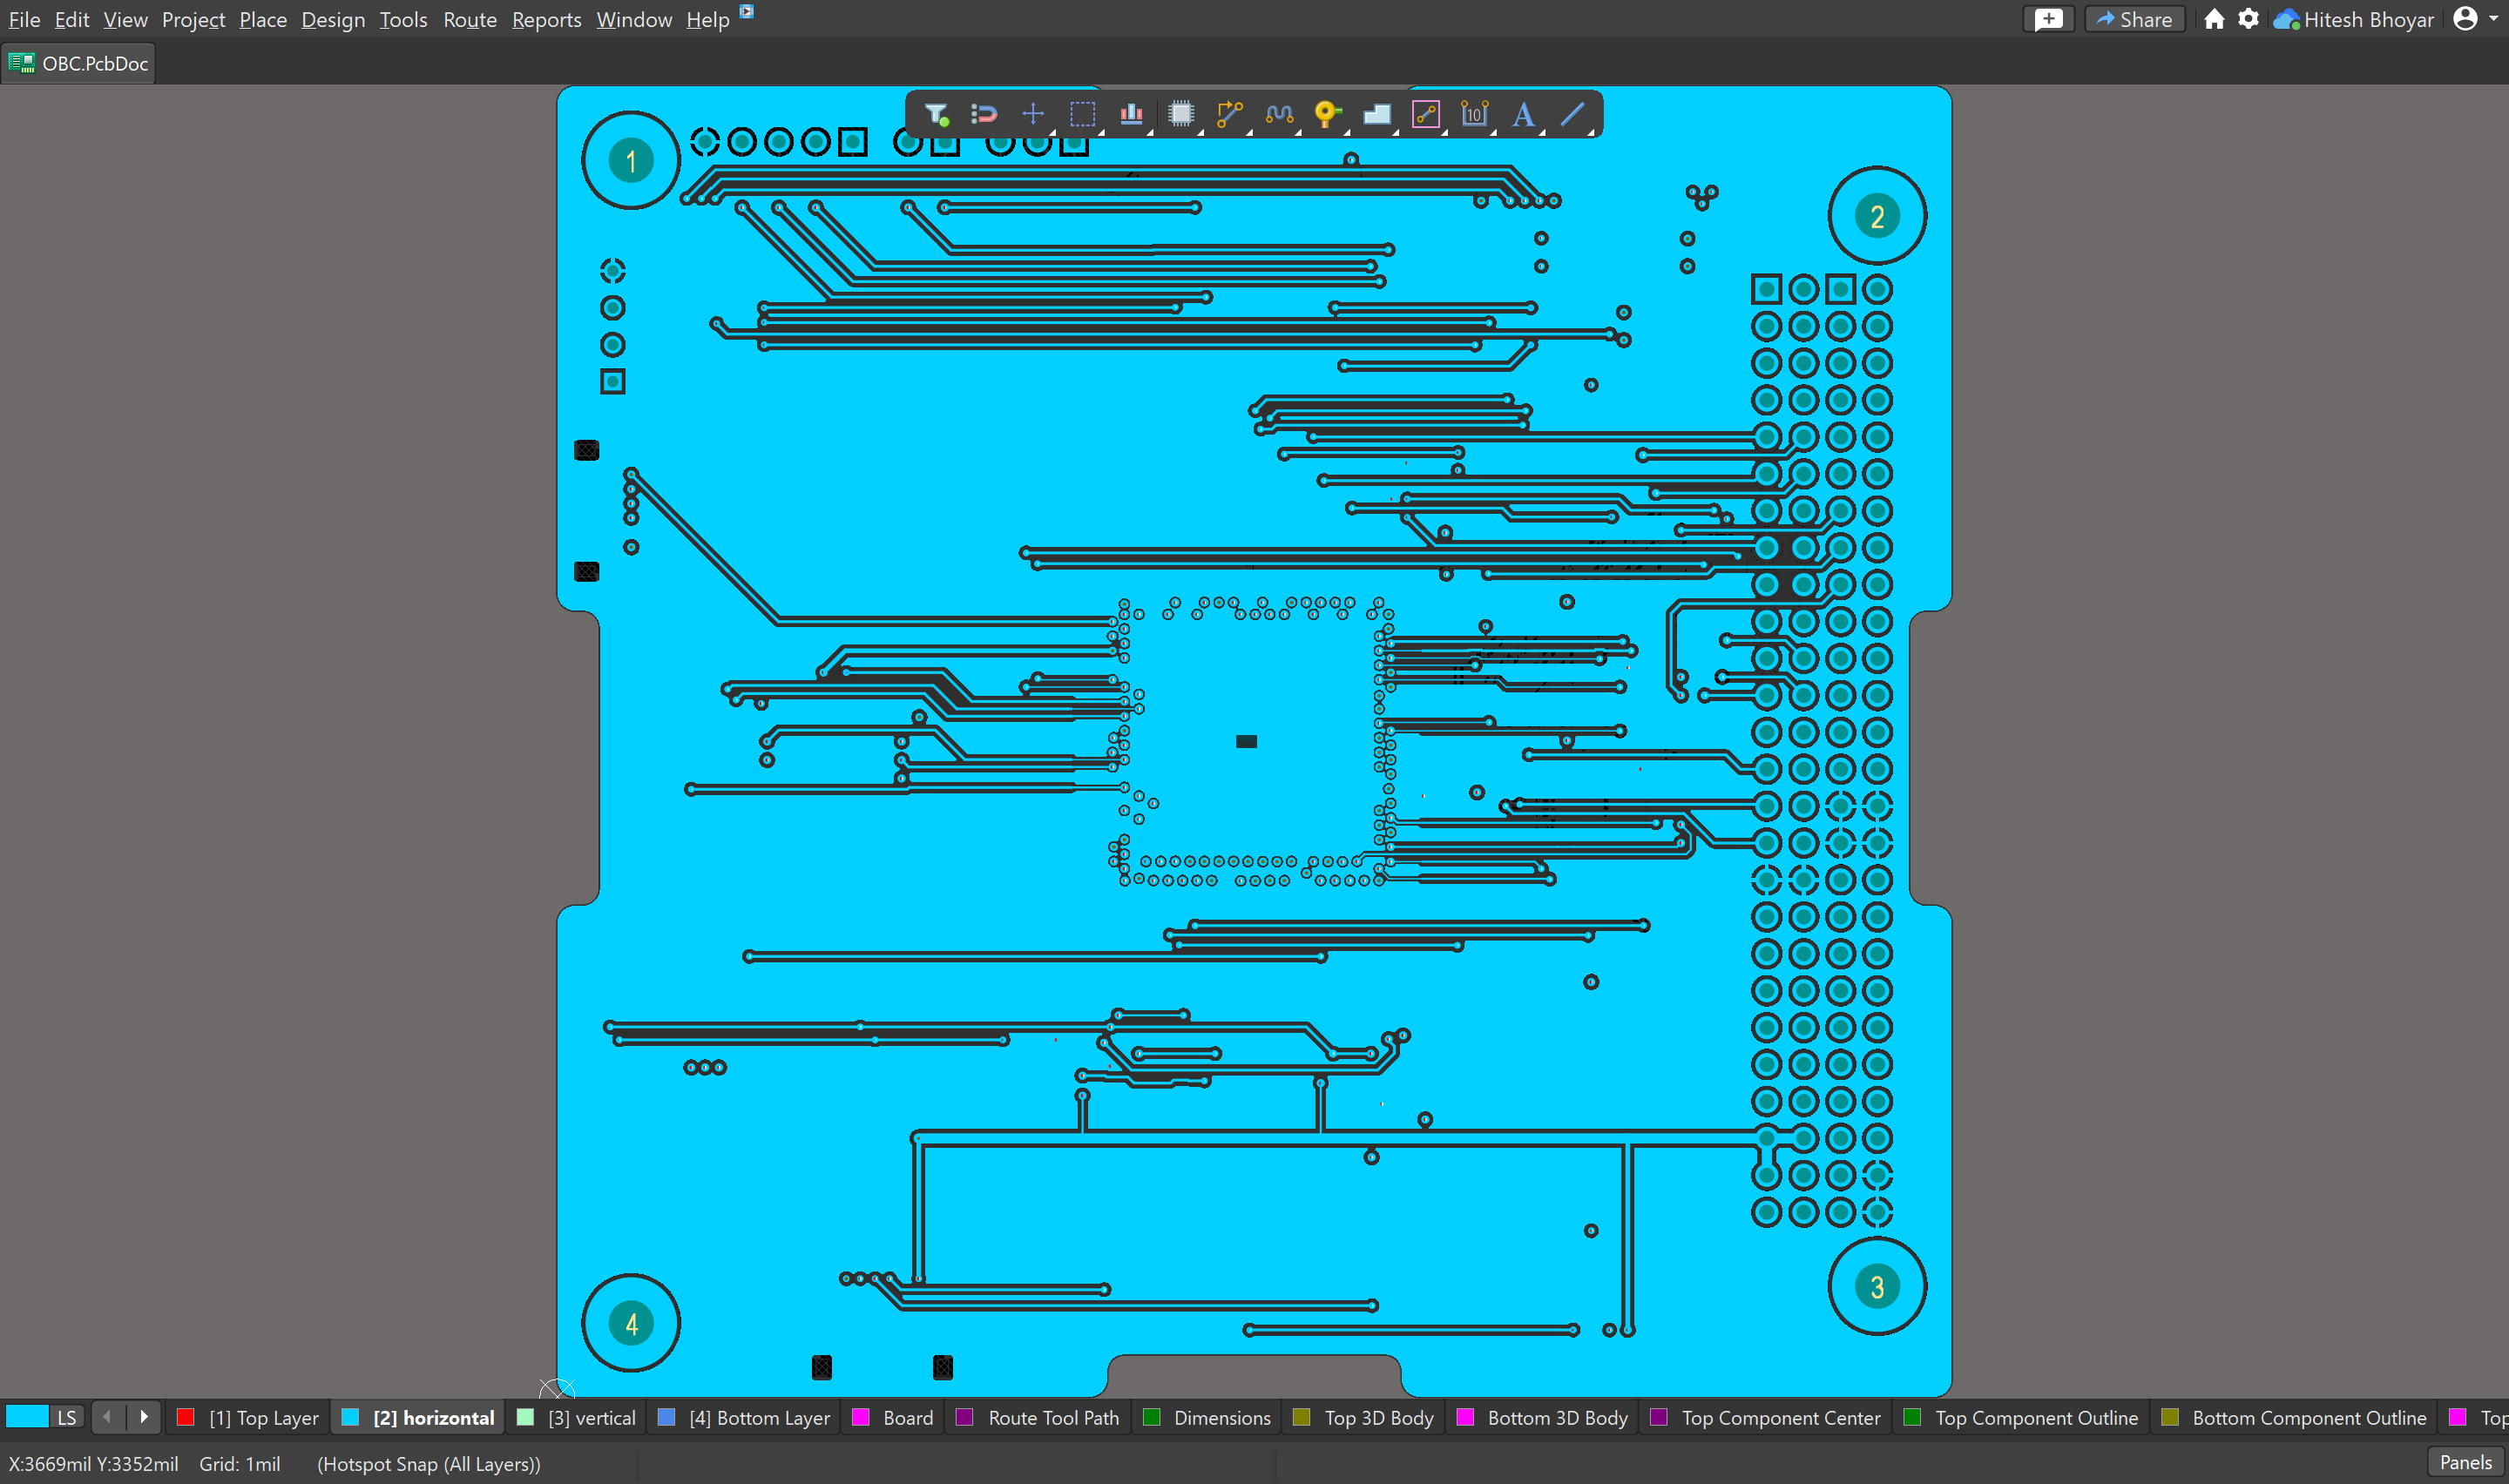 File Edit View Project Place Design Tools Route Reports Window Help
Share
Hitesh Bhoyar
OBC.PcbDoc
10
A
1
2
3
4
LS
[1] Top Layer
[2] horizontal
[3] vertical
[4] Bottom Layer
Board
Route Tool Path
Dimensions
Top 3D Body
Bottom 3D Body
Top Component Center
Top Component Outline
Bottom Component Outline
Top
X:3669mil Y:3352mil Grid: 1mil (Hotspot Snap (All Layers))
Panels